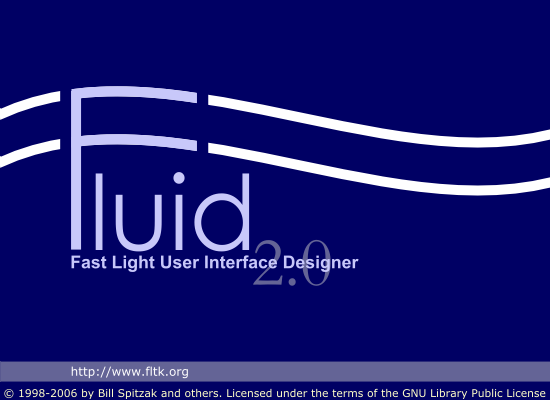 Fluid
Fast Light User Interface Designer
2.0
http://www.fltk.org
© 1998-2006 by Bill Spitzak and others. Licensed under the terms of the GNU Library Public License